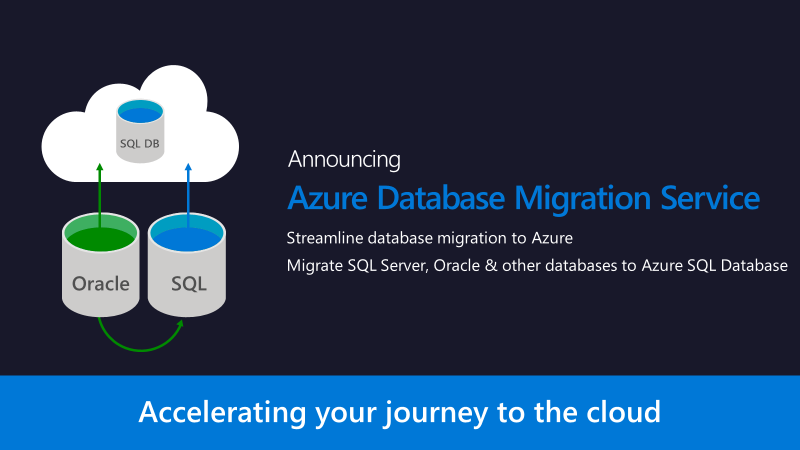 SQL DB
Oracle
SQL
Announcing
Azure Database Migration Service
Streamline database migration to Azure
Migrate SQL Server, Oracle & other databases to Azure SQL Database
Accelerating your journey to the cloud